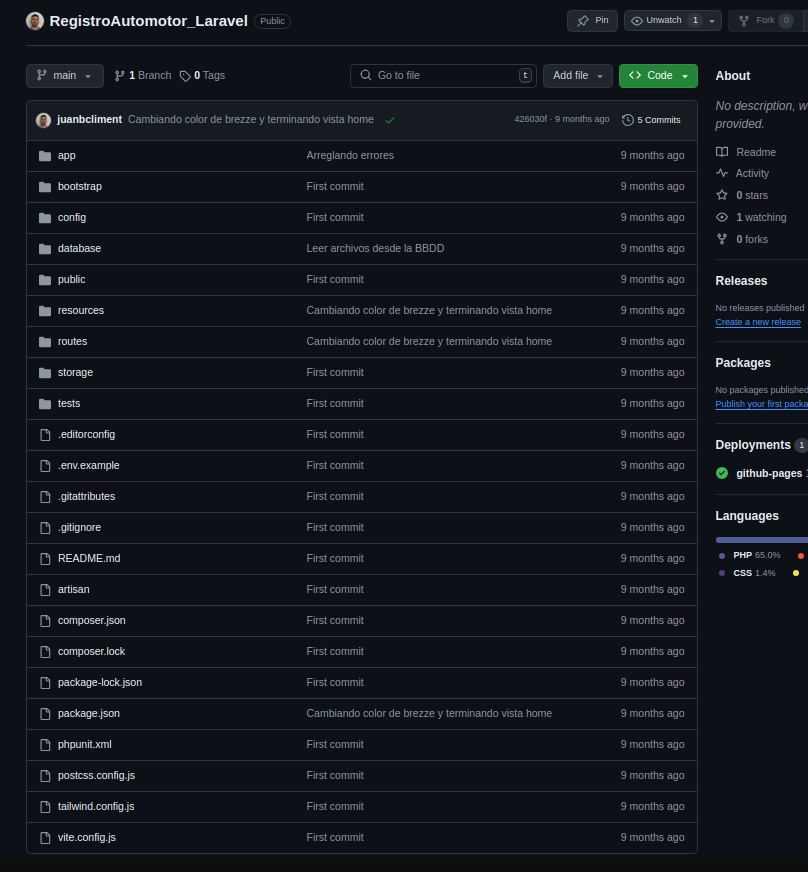 RegistroAutomotor_Laravel Public Pin Unwatch 1 Fork 0
main 1 Branch 0 Tags Go to file t Add file Code
About
No description, w
provided.
Readme
Activity
0 stars
1 watching
0 forks
Releases
No releases published
Create a new release
Packages
No packages published
Publish your first packa
Deployments 1
github-pages
Languages
PHP 65.0%
CSS 1.4%
juanbcliment Cambiando color de brezze y terminando vista home 426030f · 9 months ago 5 Commits
app Arreglando errores 9 months ago
bootstrap First commit 9 months ago
config First commit 9 months ago
database Leer archivos desde la BBDD 9 months ago
public First commit 9 months ago
resources Cambiando color de brezze y terminando vista home 9 months ago
routes Cambiando color de brezze y terminando vista home 9 months ago
storage First commit 9 months ago
tests First commit 9 months ago
.editorconfig First commit 9 months ago
.env.example First commit 9 months ago
.gitattributes First commit 9 months ago
.gitignore First commit 9 months ago
README.md First commit 9 months ago
artisan First commit 9 months ago
composer.json First commit 9 months ago
composer.lock First commit 9 months ago
package-lock.json First commit 9 months ago
package.json Cambiando color de brezze y terminando vista home 9 months ago
phpunit.xml First commit 9 months ago
postcss.config.js First commit 9 months ago
tailwind.config.js First commit 9 months ago
vite.config.js First commit 9 months ago